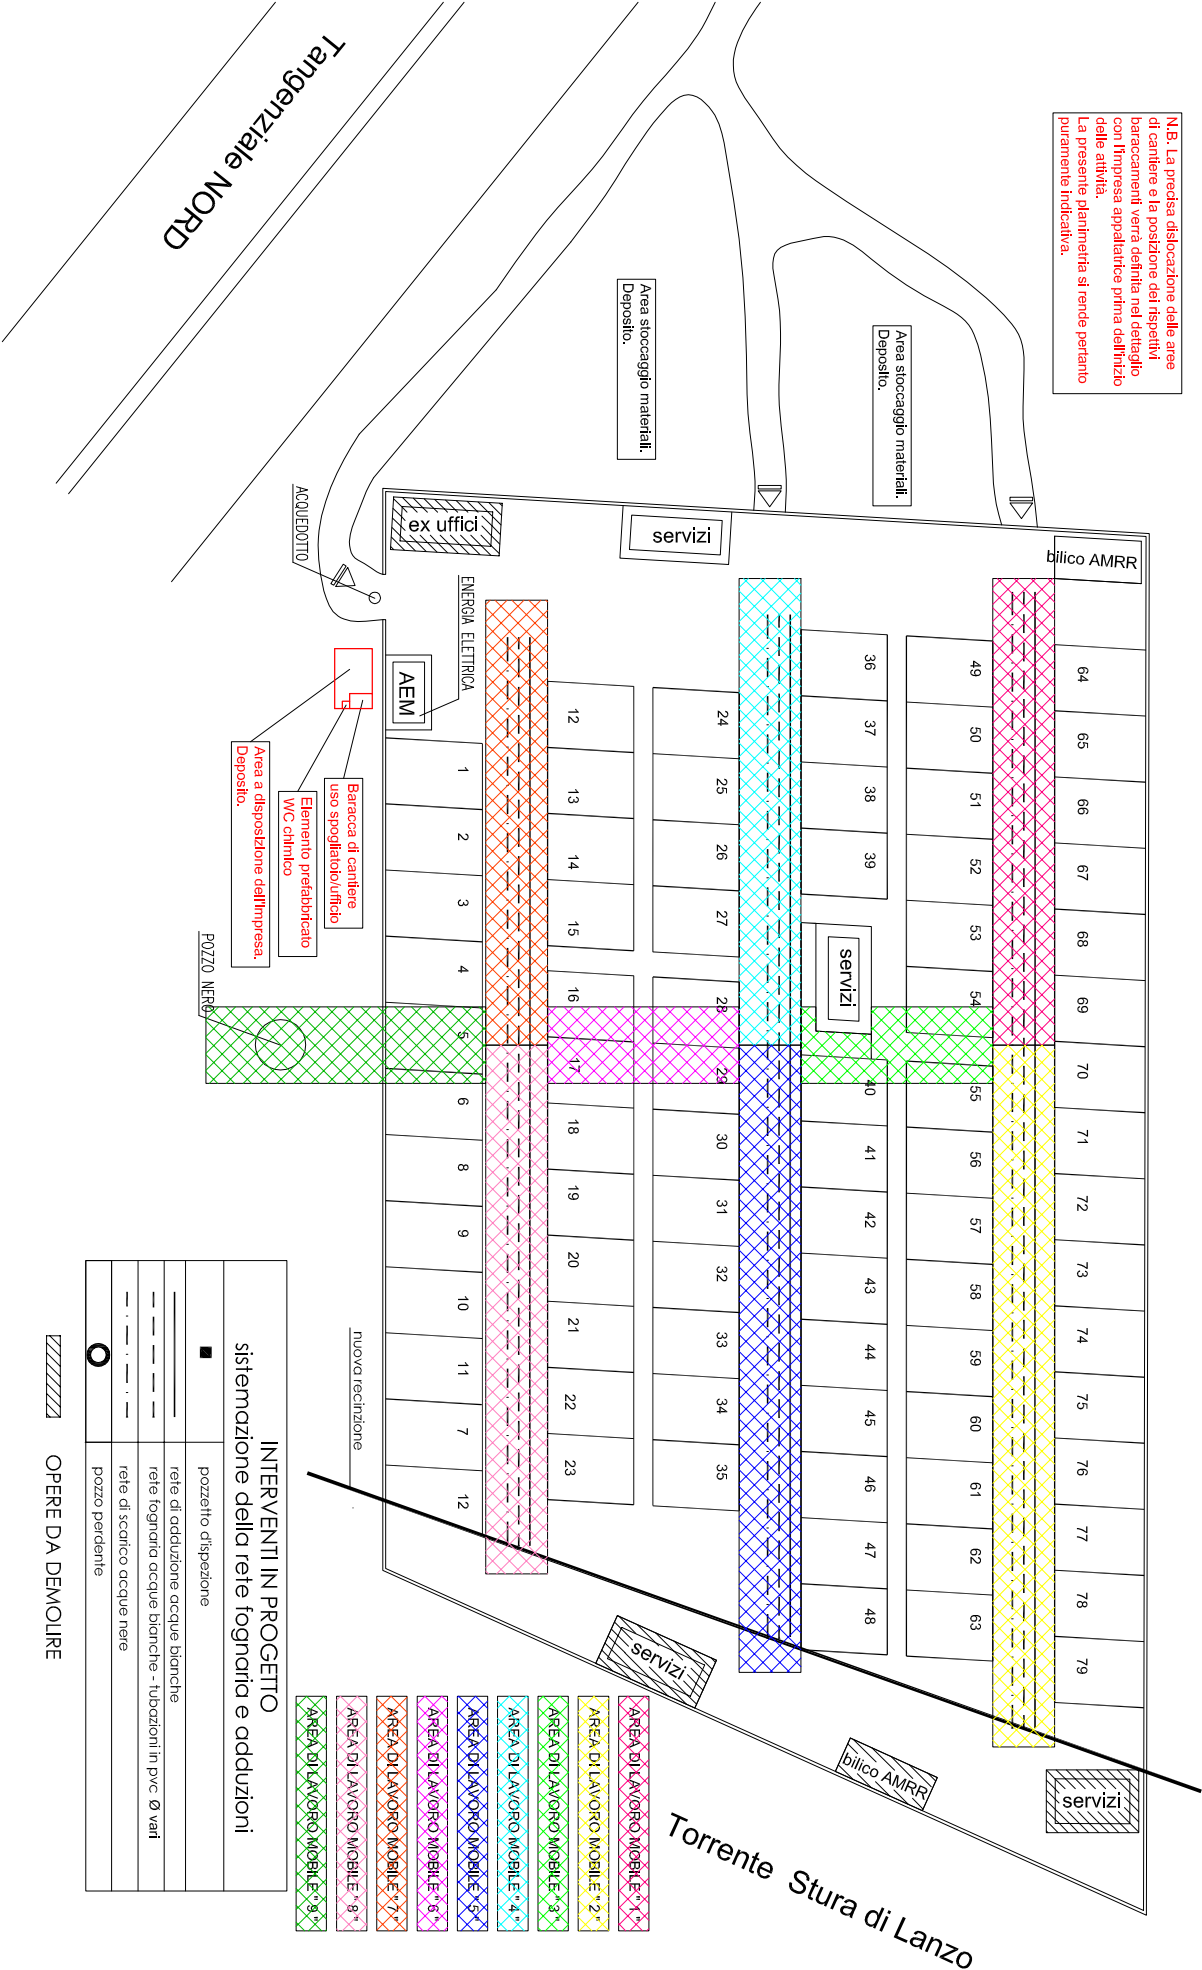 N.B. La precisa dislocazione delle aree
di cantiere e la posizione dei rispettivi
baraccamenti verrà definita nel dettaglio
con l'impresa appaltatrice prima dell'inizio
delle attività.
La presente planimetria si rende pertanto
puramente indicativa.
Tangenziale NORD
Area stoccaggio materiali.
Deposito.
Area stoccaggio materiali.
Deposito.
ACQUEDOTTO
ex uffici
servizi
bilico AMRR
ENERGIA ELETTRICA
AEM
Baracca di cantiere
uso spogliatoio/ufficio
Elemento prefabbricato
WC chimico
Area a disposizione dell'Impresa.
Deposito.
POZZO NERO
servizi
64
65
66
67
68
69
70
71
72
73
74
75
76
77
78
79
49
50
51
52
53
54
55
56
57
58
59
60
61
62
63
36
37
38
39
40
41
42
43
44
45
46
47
48
24
25
26
27
28
29
30
31
32
33
34
35
12
13
14
15
16
17
18
19
20
21
22
23
1
2
3
4
5
6
8
9
10
11
7
12
nuova recinzione
servizi
bilico AMRR
servizi
Torrente Stura di Lanzo
AREA DI LAVORO MOBILE "1"
AREA DI LAVORO MOBILE "2"
AREA DI LAVORO MOBILE "3"
AREA DI LAVORO MOBILE "4"
AREA DI LAVORO MOBILE "5"
AREA DI LAVORO MOBILE "6"
AREA DI LAVORO MOBILE "7"
AREA DI LAVORO MOBILE "8"
AREA DI LAVORO MOBILE "9"
INTERVENTI IN PROGETTO
sistemazione della rete fognaria e adduzioni
pozzetto d'ispezione
rete di adduzione acque bianche
rete fognaria acque bianche - tubazioni in pvc Ø vari
rete di scarico acque nere
pozzo perdente
OPERE DA DEMOLIRE